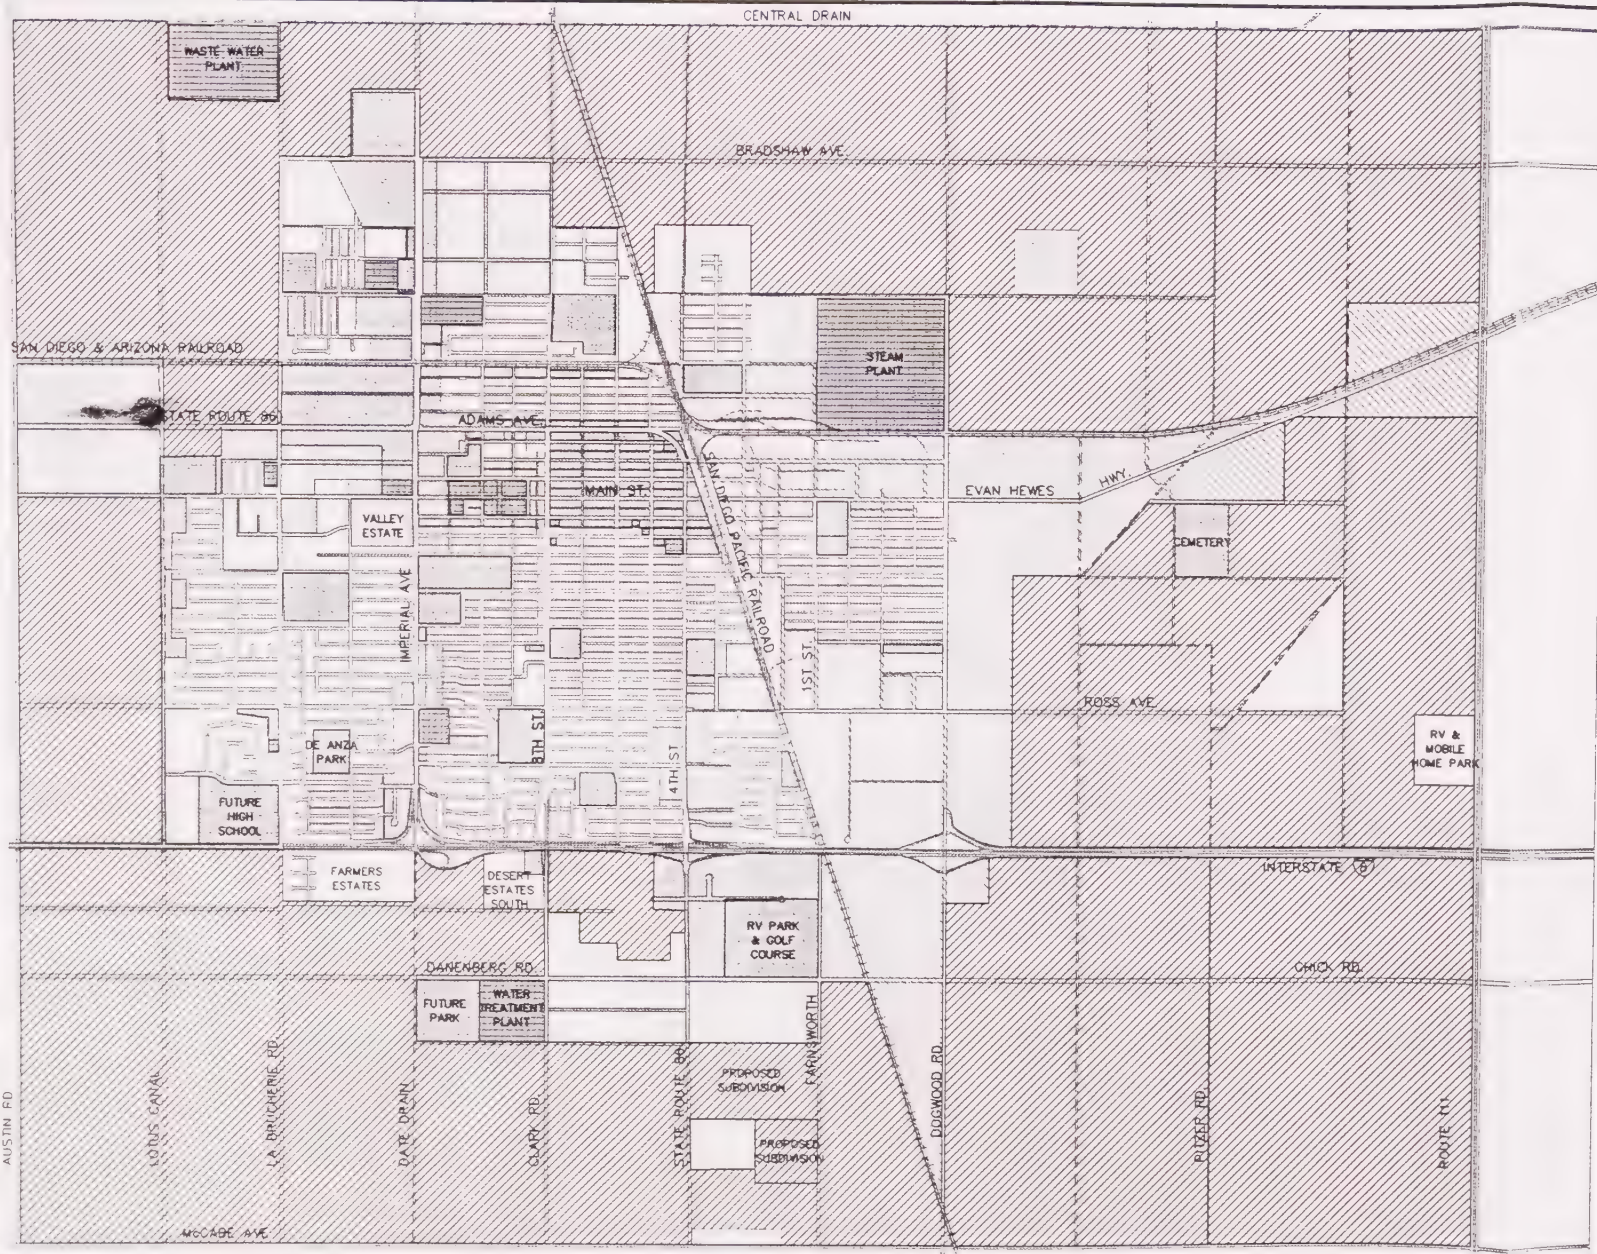 CENTRAL DRAIN
WASTE WATER
PLANT
BRADSHAW AVE.
SAN DIEGO & ARIZONA RAILROAD
STEAM
PLANT
STATE ROUTE 86
ADAMS AVE.
MAIN ST.
EVAN HEWES
HWY.
VALLEY
ESTATE
CEMETERY
SAN DIEGO PACIFIC RAILROAD
IMPERIAL AVE
1ST ST.
ROSS AVE.
8TH ST.
4TH ST
DE ANZA
PARK
RV &
MOBILE
HOME PARK
FUTURE
HIGH
SCHOOL
INTERSTATE 8
FARMERS
ESTATES
DESERT
ESTATES
SOUTH
RV PARK
& GOLF
COURSE
DANENBERG RD.
CHICK RD.
FUTURE
PARK
WATER
TREATMENT
PLANT
FARNSWORTH
PROPOSED
SUBDIVISION
AUSTIN RD
LOTUS CANAL
LA BRUCHERIE RD.
DATE DRAIN
CLARK RD.
STATE ROUTE 86
PROPOSED
SUBDIVISION
DOGWOOD RD.
PITZER RD.
ROUTE 111
McCABE AVE